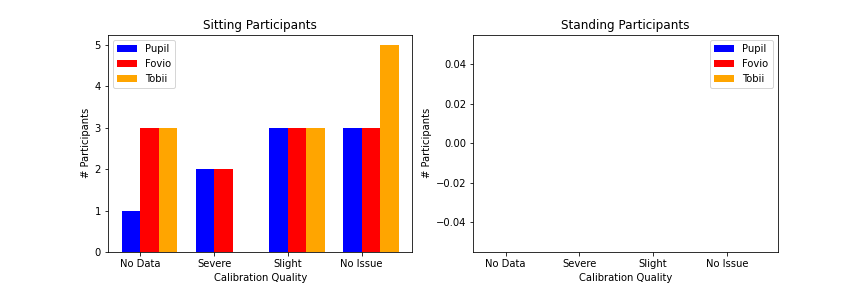 Sitting Participants
Pupil
Fovio
Tobii
# Participants
5
4
3
2
1
0
No Data Severe Slight No Issue
Calibration Quality
Standing Participants
Pupil
Fovio
Tobii
# Participants
0.04
0.02
0.00
−0.02
−0.04
No Data Severe Slight No Issue
Calibration Quality